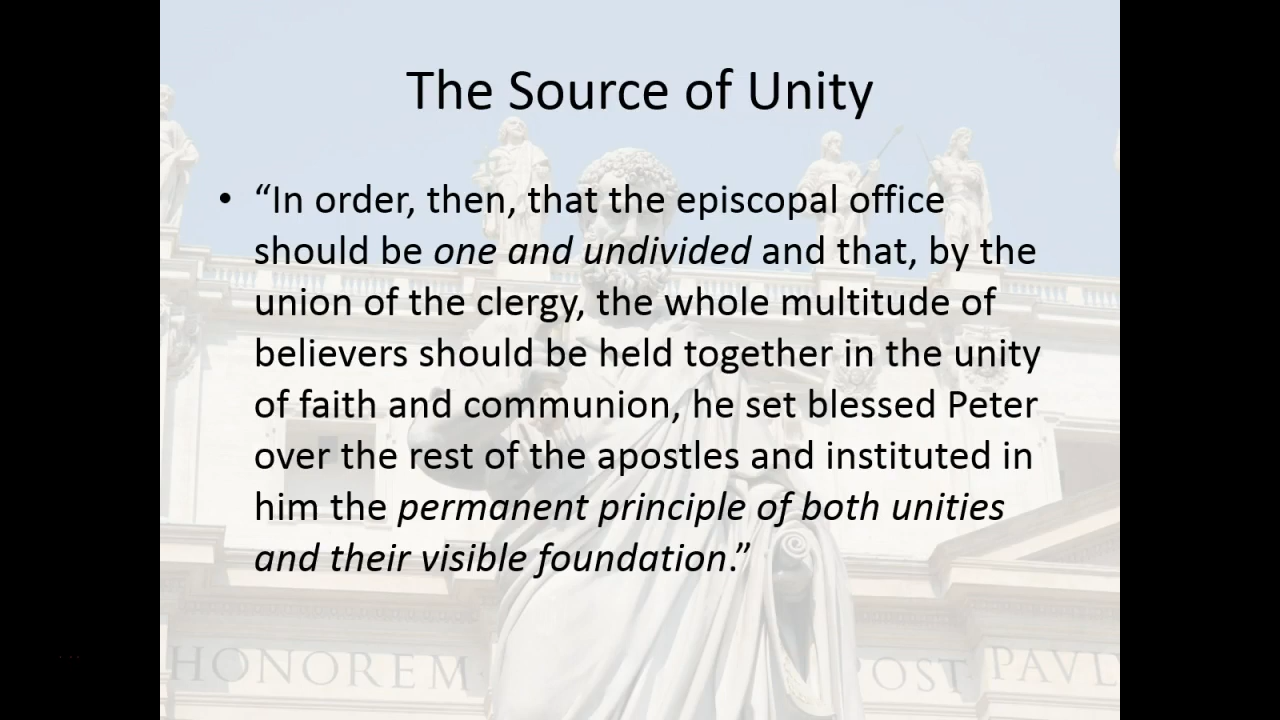 The Source of Unity
• “In order, then, that the episcopal office
should be one and undivided and that, by the
union of the clergy, the whole multitude of
believers should be held together in the unity
of faith and communion, he set blessed Peter
over the rest of the apostles and instituted in
him the permanent principle of both unities
and their visible foundation.”
HONOREM POST PAVL